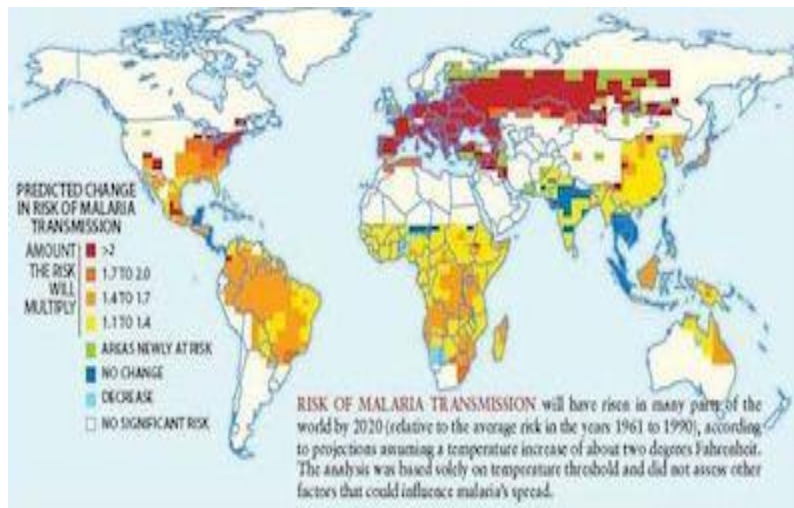 PREDICTED CHANGE
IN RISK OF MALARIA
TRANSMISSION
AMOUNT
THE RISK
WILL
MULTIPLY
>2
1.7 TO 2.0
1.4 TO 1.7
1.1 TO 1.4
AREAS NEWLY AT RISK
NO CHANGE
DECREASE
NO SIGNIFICANT RISK
RISK OF MALARIA TRANSMISSION will have risen in many parts of the
world by 2020 (relative to the average risk in the years 1961 to 1990), according
to projections assuming a temperature increase of about two degrees Fahrenheit.
The analysis was based solely on temperature threshold and did not assess other
factors that could influence malaria's spread.